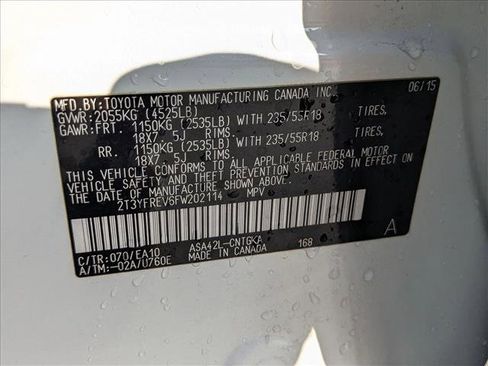 MFD.BY:TOYOTA MOTOR MANUFACTURING CANADA INC. 06/15
GVWR:2055KG (4525LB)
GAWR:FRT. 1150KG (2535LB) WITH 235/55R18 TIRES,
18X7.5J RIMS.
RR. 1150KG (2535LB) WITH 235/55R18 TIRES,
18X7.5J RIMS.
THIS VEHICLE CONFORMS TO ALL APPLICABLE FEDERAL MOTOR
VEHICLE SAFETY AND THEFT PREVENTION STANDARDS IN EFFECT ON
THE DATE OF MANUFACTURE SHOWN ABOVE.
2T3YFREV5FW202114 MPV
C/TR:070/EA10 ASA42L-CNTGKA A
A/TM:-02A/U760E MADE IN CANADA 168